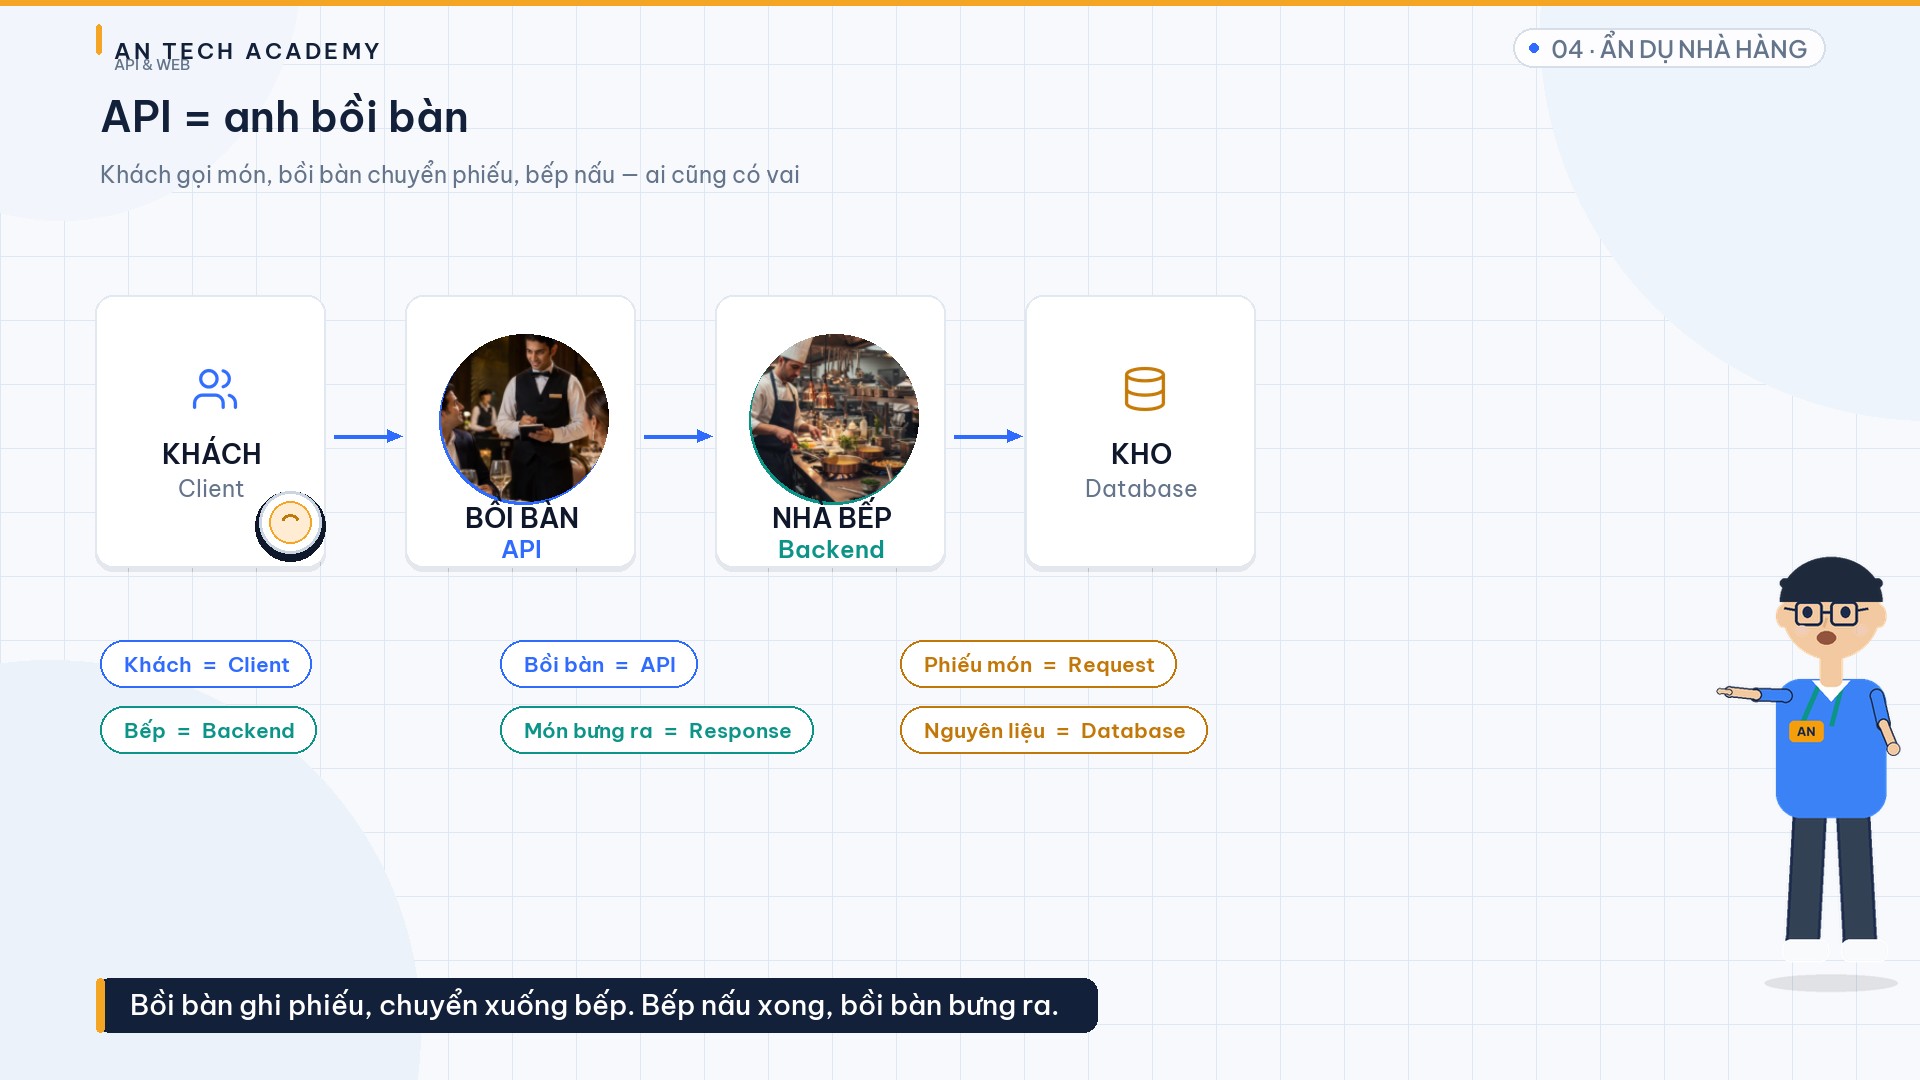 AN TECH ACADEMY
API & WEB
04 · ẨN DỤ NHÀ HÀNG
API = anh bồi bàn
Khách gọi món, bồi bàn chuyển phiếu, bếp nấu — ai cũng có vai
KHÁCH
Client
BỒI BÀN
API
NHÀ BẾP
Backend
KHO
Database
Khách = Client
Bồi bàn = API
Phiếu món = Request
Bếp = Backend
Món bưng ra = Response
Nguyên liệu = Database
AN
Bồi bàn ghi phiếu, chuyển xuống bếp. Bếp nấu xong, bồi bàn bưng ra.